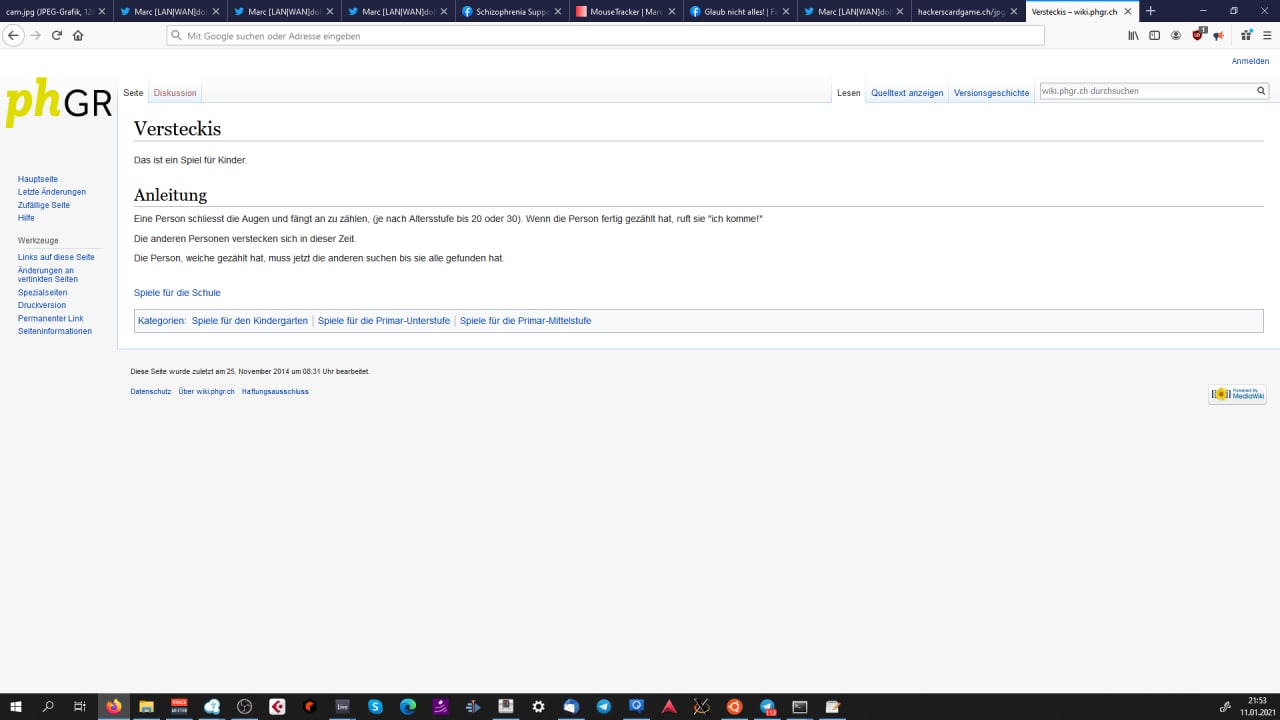 cam.jpg (JPEG-Grafik, 12
Marc [LAN|WAN]dol
Marc [LAN|WAN]dol
Marc [LAN|WAN]dol
Schizophrenia Suppo
MouseTracker | Marc
Glaub nicht alles! | Fa
Marc [LAN|WAN]dol
hackerscardgame.ch/jpg
Versteckis – wiki.phgr.ch
Mit Google suchen oder Adresse eingeben
Anmelden
phGR
Seite Diskussion
Lesen Quelltext anzeigen Versionsgeschichte
wiki.phgr.ch durchsuchen
Versteckis
Das ist ein Spiel für Kinder.
Anleitung
Eine Person schliesst die Augen und fängt an zu zählen, (je nach Altersstufe bis 20 oder 30). Wenn die Person fertig gezählt hat, ruft sie "ich komme!"
Die anderen Personen verstecken sich in dieser Zeit.
Die Person, welche gezählt hat, muss jetzt die anderen suchen bis sie alle gefunden hat.
Spiele für die Schule
Kategorien: Spiele für den Kindergarten | Spiele für die Primar-Unterstufe | Spiele für die Primar-Mittelstufe
Hauptseite
Letzte Änderungen
Zufällige Seite
Hilfe
Werkzeuge
Links auf diese Seite
Änderungen an
verlinkten Seiten
Spezialseiten
Druckversion
Permanenter Link
Seiteninformationen
Diese Seite wurde zuletzt am 25. November 2014 um 08:31 Uhr bearbeitet.
Datenschutz Über wiki.phgr.ch Haftungsausschluss
Powered By
MediaWiki
Live
21:53
11.01.2021